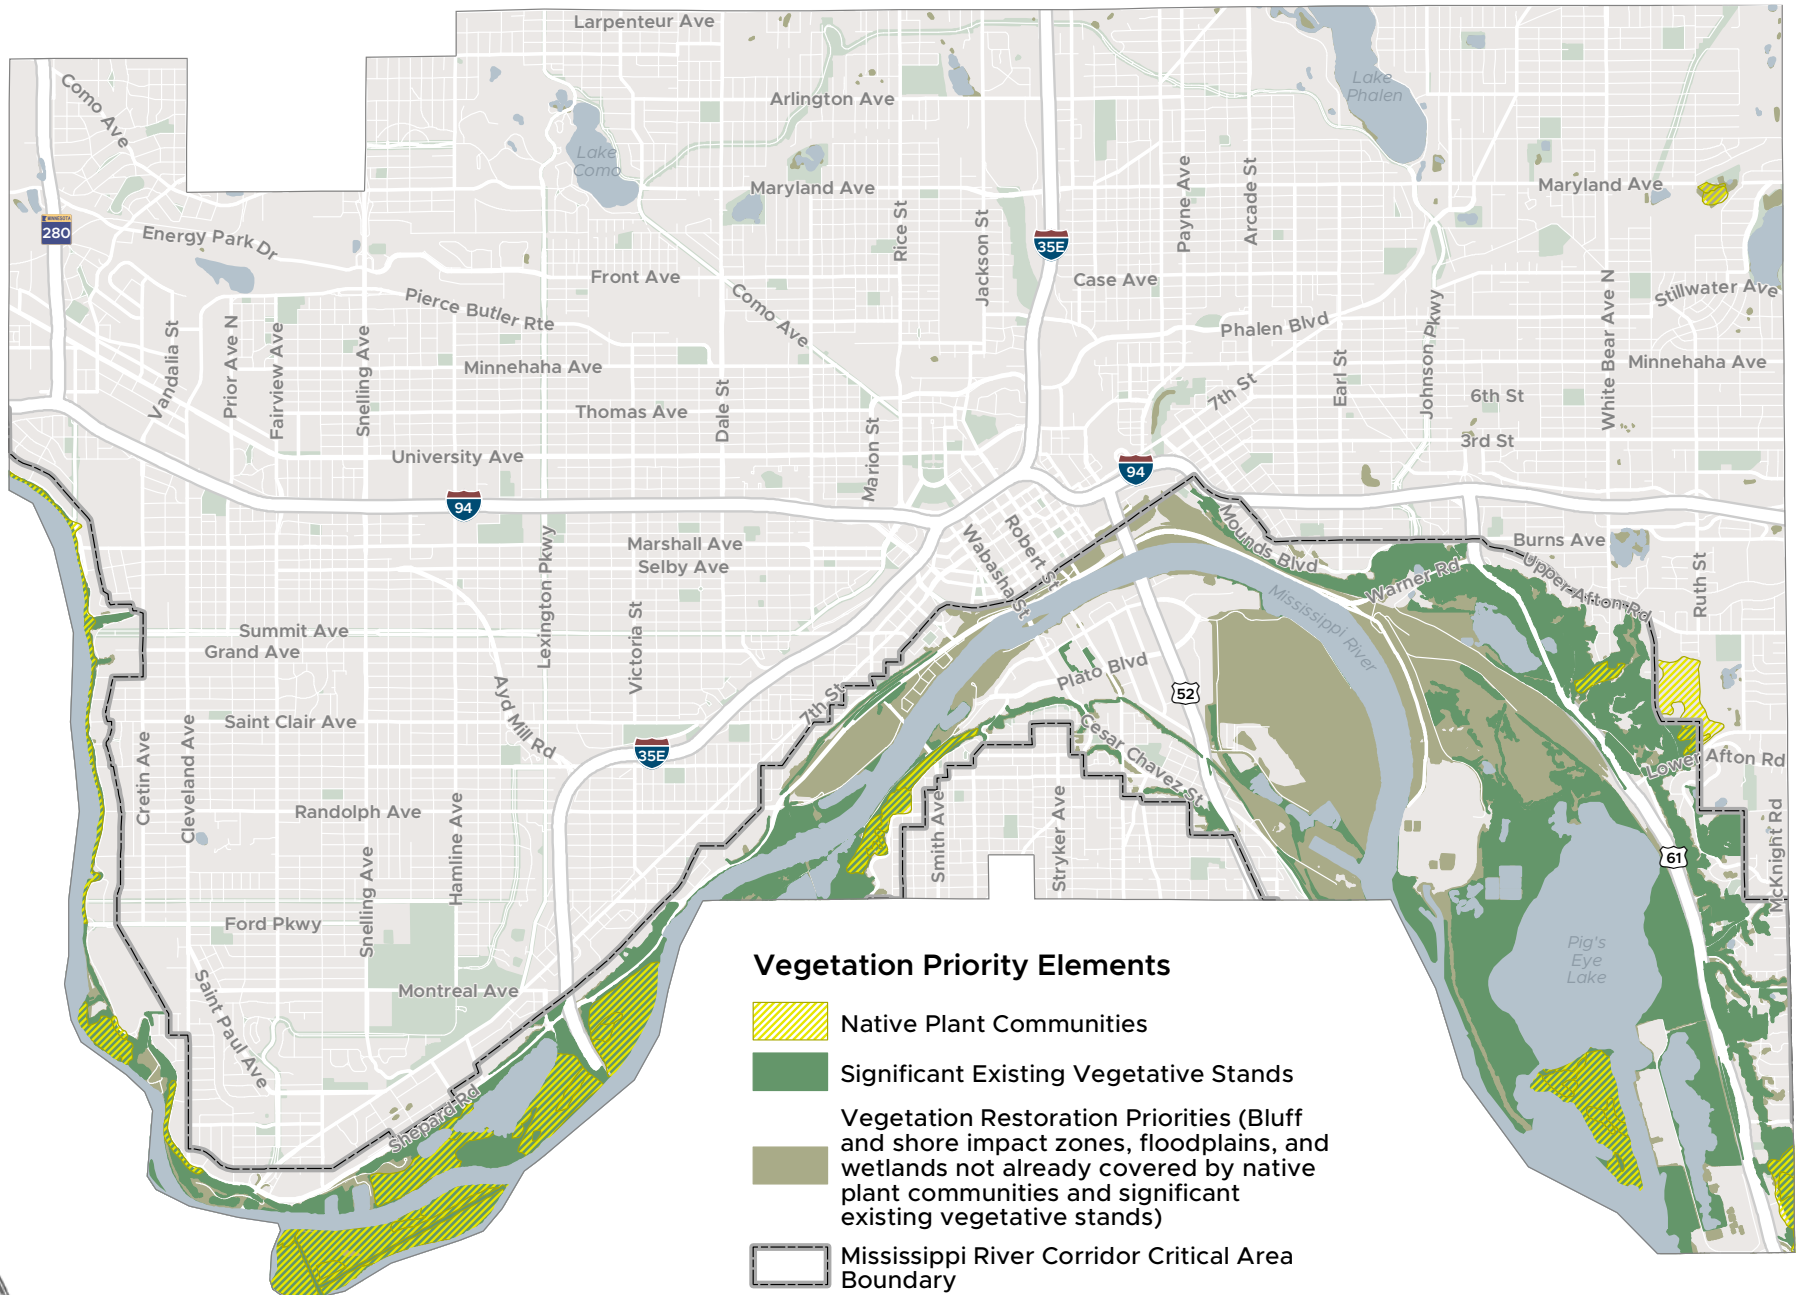 Larpenteur Ave
Como Ave
Arlington Ave
Lake
Phalen
Lake
Como
Maryland Ave
Maryland Ave
Payne Ave
Arcade St
Rice St
Jackson St
MINNESOTA
280
Energy Park Dr
35E
Front Ave
Case Ave
Pierce Butler Rte
Como Ave
Stillwater Ave
Phalen Blvd
Johnson Pkwy
White Bear Ave N
Vandalia St
Prior Ave N
Fairview Ave
Snelling Ave
Minnehaha Ave
Minnehaha Ave
Earl St
7th St
6th St
Thomas Ave
Dale St
Marion St
3rd St
University Ave
94
94
Lexington Pkwy
Marshall Ave
Selby Ave
Wabasha St
Robert St
Mounds Blvd
Burns Ave
Warner Rd
Upper Afton Rd
Ruth St
Mississippi River
Summit Ave
Grand Ave
Victoria St
Plato Blvd
52
Ayd Mill Rd
7th St
Saint Clair Ave
Cretin Ave
Cleveland Ave
35E
Cesar Chavez St
Lower Afton Rd
Randolph Ave
Hamline Ave
Smith Ave
Stryker Ave
McKnight Rd
61
Snelling Ave
Ford Pkwy
Pig's
Eye
Lake
Saint Paul Ave
Montreal Ave
Shepard Rd
Vegetation Priority Elements
Native Plant Communities
Significant Existing Vegetative Stands
Vegetation Restoration Priorities (Bluff
and shore impact zones, floodplains, and
wetlands not already covered by native
plant communities and significant
existing vegetative stands)
Mississippi River Corridor Critical Area
Boundary